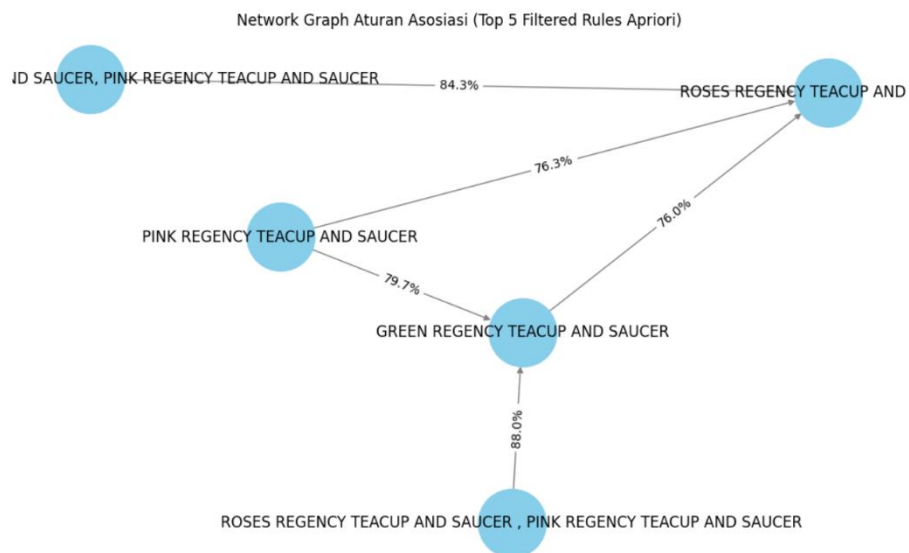 Network Graph Aturan Asosiasi (Top 5 Filtered Rules Apriori)
SAUCER, PINK REGENCY TEACUP AND SAUCER
84.3%
ROSES REGENCY TEACUP AND
76.3%
76.0%
PINK REGENCY TEACUP AND SAUCER
79.7%
GREEN REGENCY TEACUP AND SAUCER
88.0%
ROSES REGENCY TEACUP AND SAUCER , PINK REGENCY TEACUP AND SAUCER